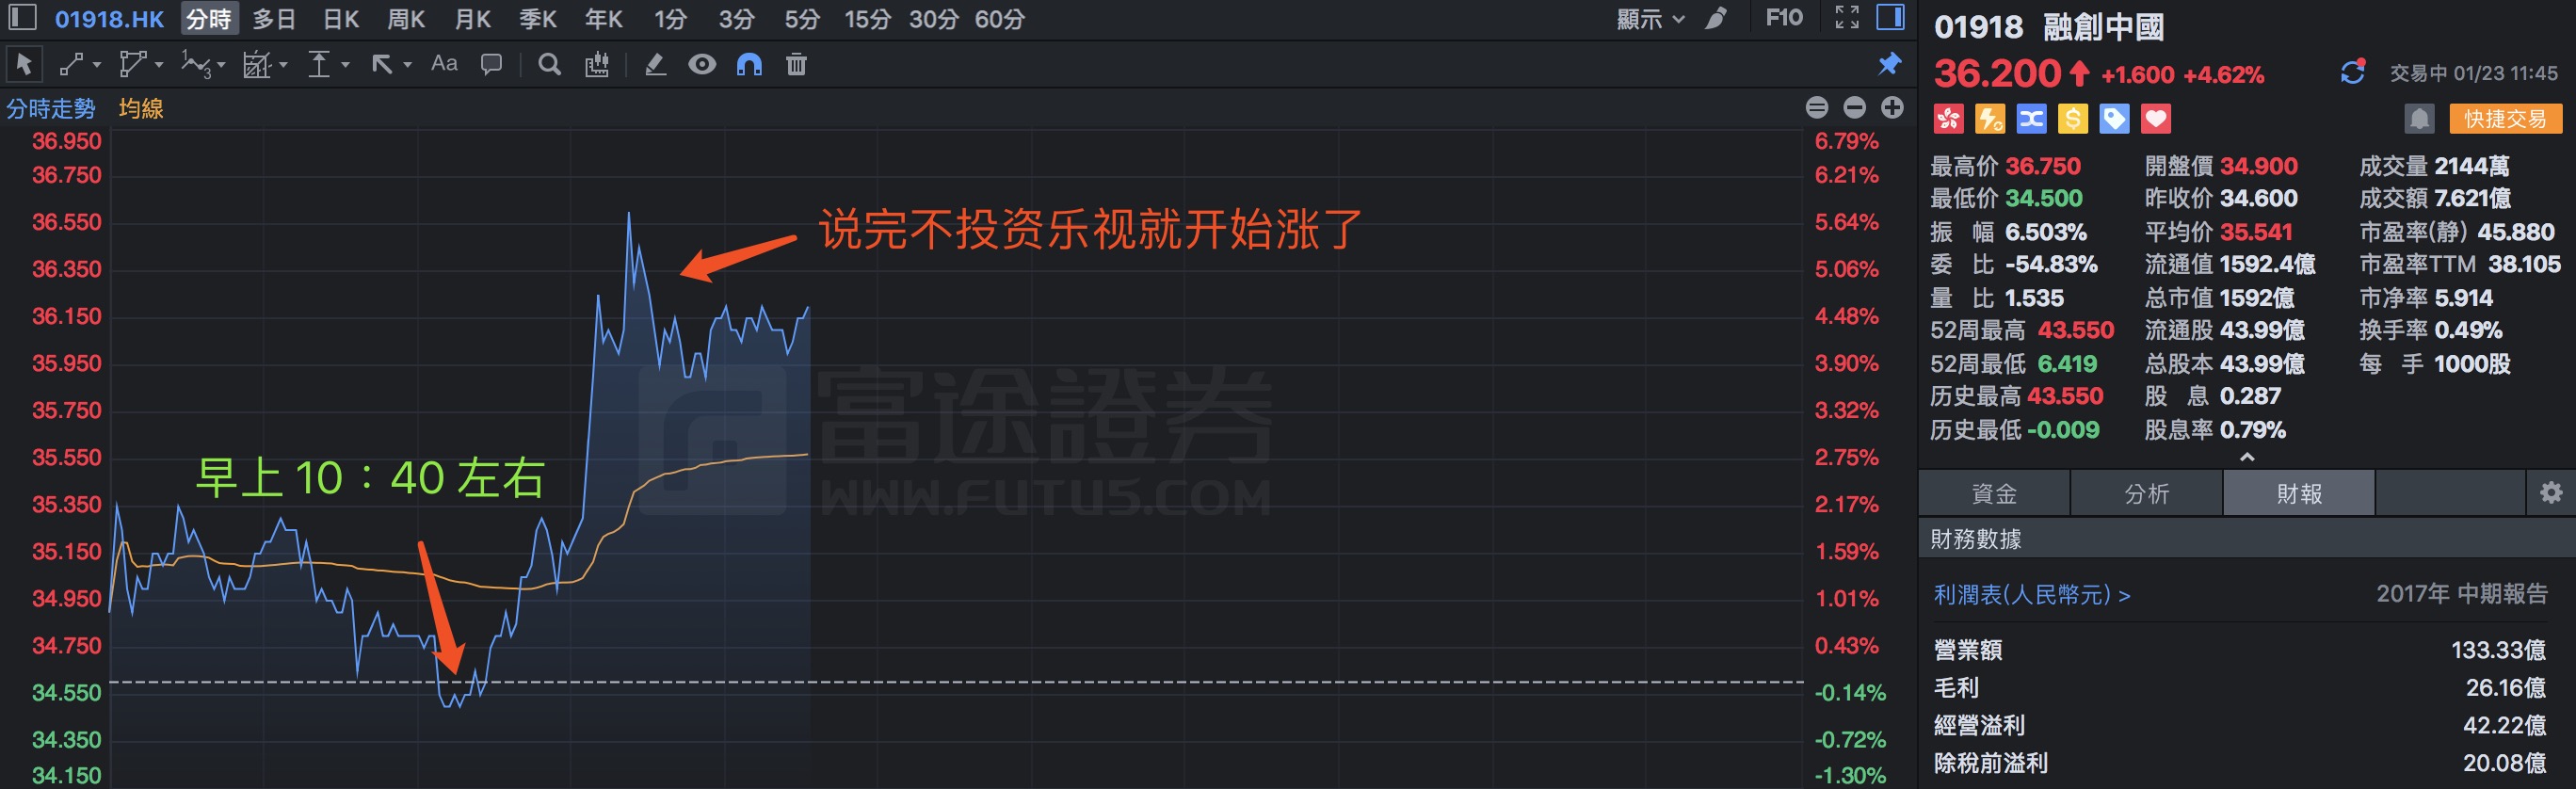 01918.HK 分時 多日 日K 周K 月K 季K 年K 1分 3分 5分 15分 30分 60分 顯示 F10
Aa
分時走勢 均線
36.950
36.750
36.550
36.350
36.150
35.950
35.750
35.550
35.350
35.150
34.950
34.750
34.550
34.350
34.150
说完不投资乐视就开始涨了
早上 10：40 左右
富途證券
WWW.FUTU5.COM
6.79%
6.21%
5.64%
5.06%
4.48%
3.90%
3.32%
2.75%
2.17%
1.59%
1.01%
0.43%
-0.14%
-0.72%
-1.30%
01918 融創中國
36.200 +1.600 +4.62% 交易中 01/23 11:45
快捷交易
最高价 36.750 開盤價 34.900 成交量 2144萬
最低价 34.500 昨收价 34.600 成交額 7.621億
振 幅 6.503% 平均价 35.541 市盈率(静) 45.880
委 比 -54.83% 流通值 1592.4億 市盈率TTM 38.105
量 比 1.535 总市值 1592億 市净率 5.914
52周最高 43.550 流通股 43.99億 换手率 0.49%
52周最低 6.419 总股本 43.99億 每 手 1000股
历史最高 43.550 股 息 0.287
历史最低 -0.009 股息率 0.79%
資金 分析 財報
財務數據
利潤表(人民幣元) > 2017年 中期報告
營業額 133.33億
毛利 26.16億
經營溢利 42.22億
除稅前溢利 20.08億